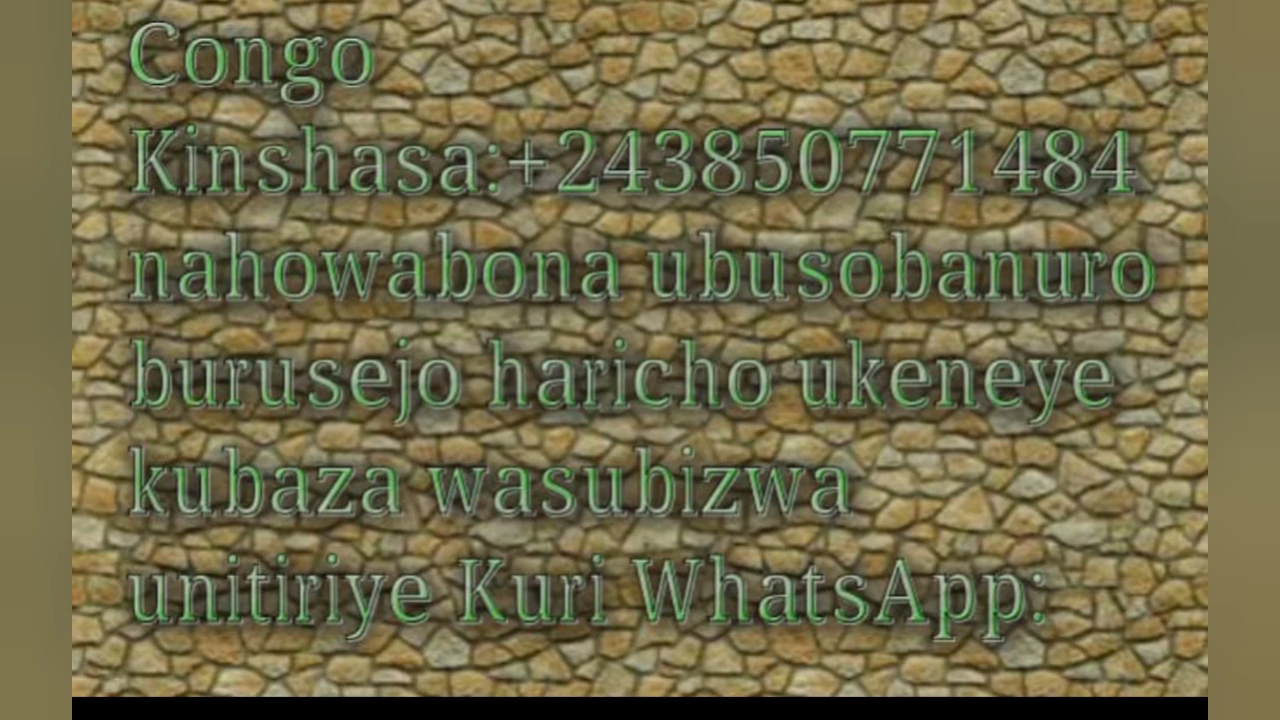 Congo
Kinshasa:+243850771484
nahowabona ubusobanuro
burusejo haricho ukeneye
kubaza wasubizwa
unitiriye Kuri WhatsApp: